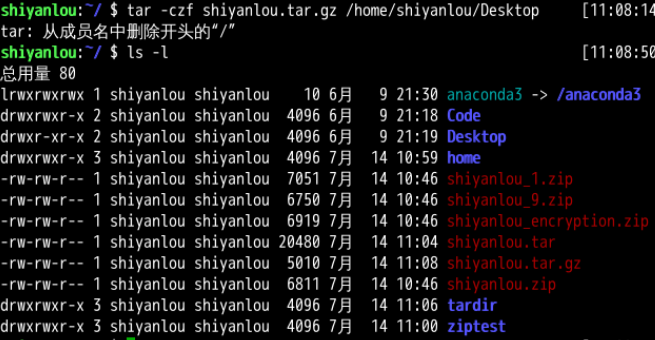 shiyanlou:~/ $ tar -czf shiyanlou.tar.gz /home/shiyanlou/Desktop [11:08:14
tar: 从成员名中删除开头的“/”
shiyanlou:~/ $ ls -l [11:08:50
总用量 80
lrwxrwxrwx 1 shiyanlou shiyanlou 10 6月 9 21:30 anaconda3 -> /anaconda3
drwxrwxr-x 2 shiyanlou shiyanlou 4096 6月 9 21:18 Code
drwxr-xr-x 2 shiyanlou shiyanlou 4096 6月 9 21:19 Desktop
drwxrwxr-x 3 shiyanlou shiyanlou 4096 7月 14 10:59 home
-rw-rw-r-- 1 shiyanlou shiyanlou 7051 7月 14 10:46 shiyanlou_1.zip
-rw-rw-r-- 1 shiyanlou shiyanlou 6750 7月 14 10:46 shiyanlou_9.zip
-rw-rw-r-- 1 shiyanlou shiyanlou 6919 7月 14 10:46 shiyanlou_encryption.zip
-rw-rw-r-- 1 shiyanlou shiyanlou 20480 7月 14 11:04 shiyanlou.tar
-rw-rw-r-- 1 shiyanlou shiyanlou 5010 7月 14 11:08 shiyanlou.tar.gz
-rw-rw-r-- 1 shiyanlou shiyanlou 6811 7月 14 10:46 shiyanlou.zip
drwxrwxr-x 3 shiyanlou shiyanlou 4096 7月 14 11:06 tardir
drwxrwxr-x 3 shiyanlou shiyanlou 4096 7月 14 11:00 ziptest